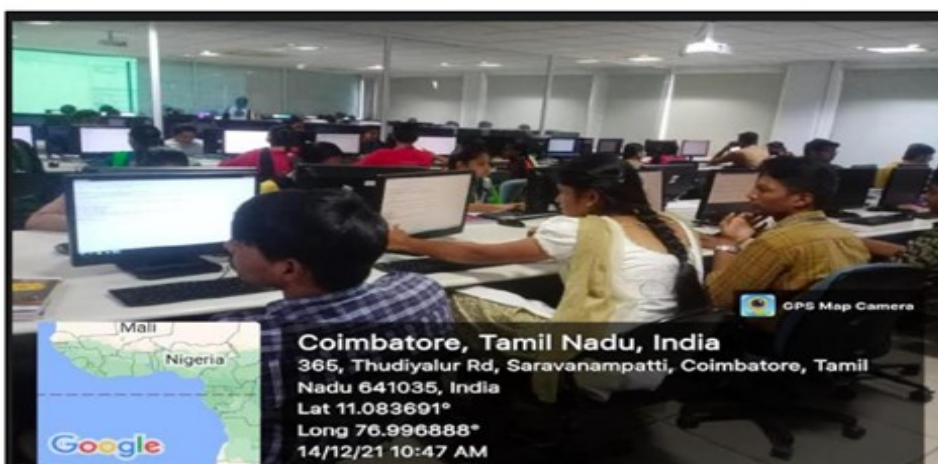 GPS Map Camera
Mali
Nigeria
Google
Coimbatore, Tamil Nadu, India
365, Thudiyalur Rd, Saravanampatti, Coimbatore, Tamil
Nadu 641035, India
Lat 11.083691°
Long 76.996888°
14/12/21 10:47 AM